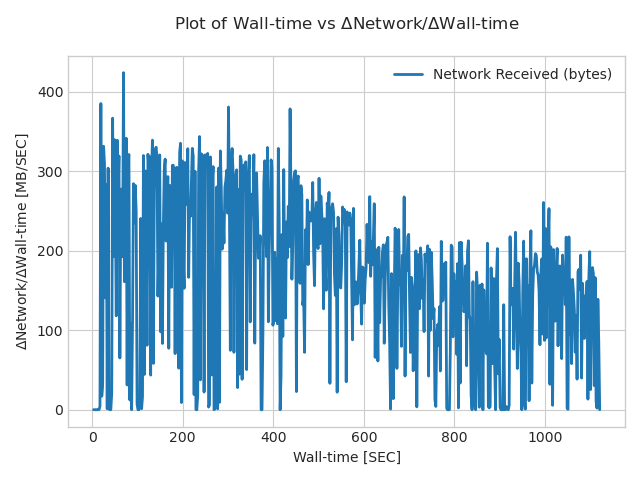 Plot of Wall-time vs ΔNetwork/ΔWall-time
Network Received (bytes)
ΔNetwork/ΔWall-time [MB/SEC]
400
300
200
100
0
0 200 400 600 800 1000
Wall-time [SEC]